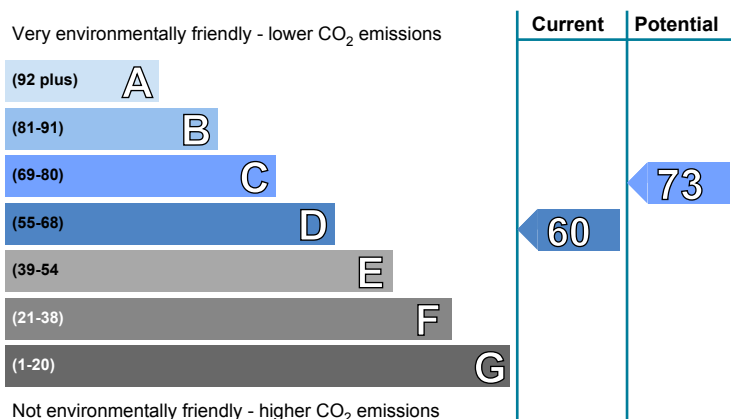 Current Potential
Very environmentally friendly - lower CO2 emissions
(92 plus) A
(81-91) B
(69-80) C
73
(55-68) D
60
(39-54 E
(21-38) F
(1-20) G
Not environmentally friendly - higher CO2 emissions